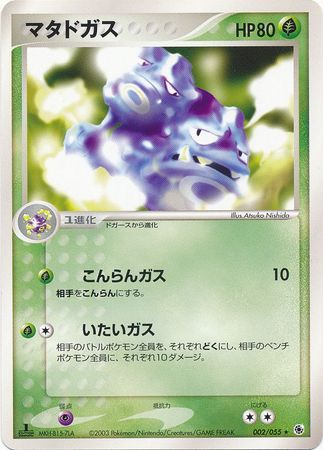 マタドガス HP80
Illus. Atsuko Nishida
1進化
ドガースから進化
こんらんガス 10
相手をこんらんにする。
いたいガス
相手のバトルポケモン全員を、それぞれどくにし、相手のベンチ
ポケモン全員に、それぞれ10ダメージ。
弱点 抵抗力 にげる
1
©2003 Pokémon/Nintendo/Creatures/GAME FREAK
002/055 ★